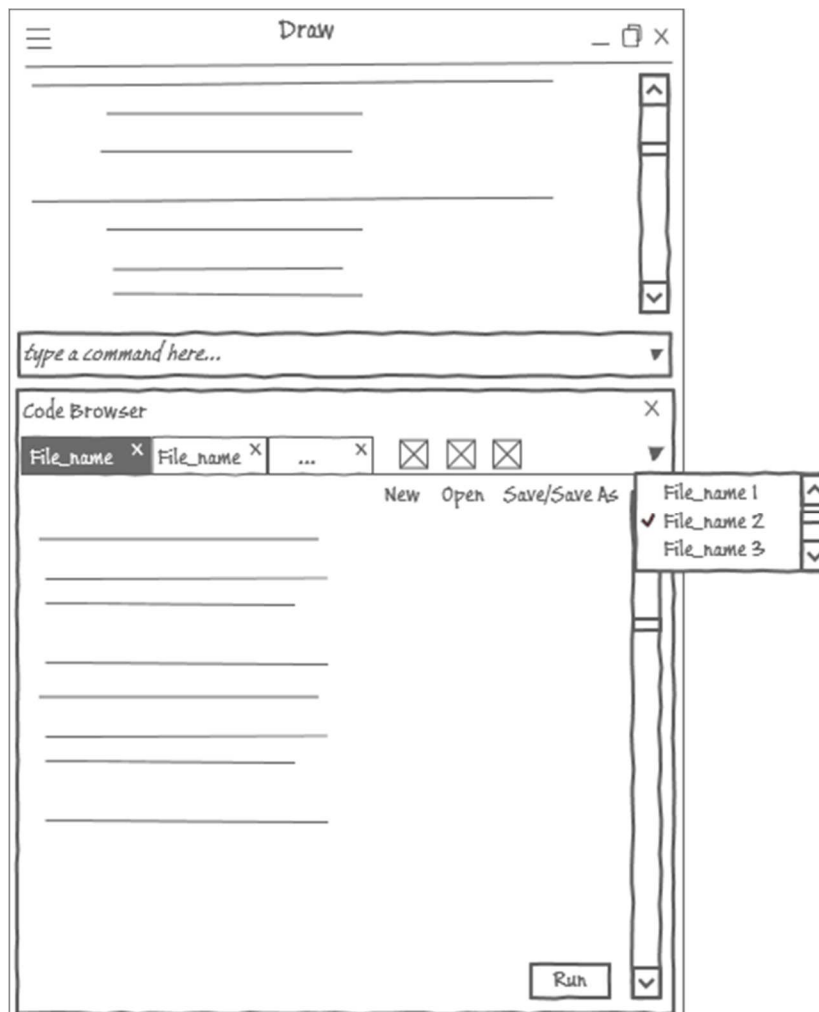 Draw
type a command here...
Code Browser
File_name x File_name x ... x
New Open Save/Save As
File_name 1
File_name 2
File_name 3
Run